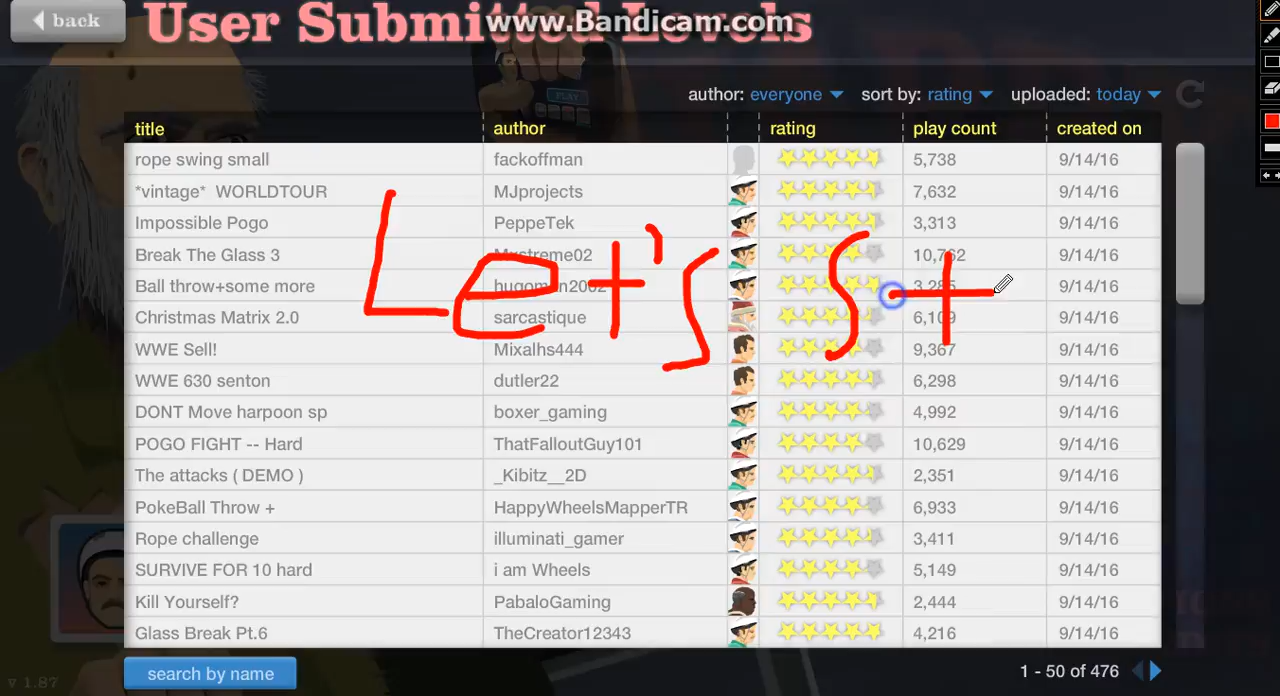 back
User Submitted Levels
www.Bandicam.com
author: everyone sort by: rating uploaded: today
title author rating play count created on
rope swing small fackoffman 5,738 9/14/16
*vintage* WORLDTOUR MJprojects 7,632 9/14/16
Impossible Pogo PeppeTek 3,313 9/14/16
Break The Glass 3 9/14/16
Ball throw+some more 9/14/16
Christmas Matrix 2.0 sarcastique 9/14/16
WWE Sell! Mixalhs444 9,367 9/14/16
WWE 630 senton dutler22 6,298 9/14/16
DONT Move harpoon sp boxer_gaming 4,992 9/14/16
POGO FIGHT -- Hard ThatFalloutGuy101 10,629 9/14/16
The attacks ( DEMO ) _Kibitz__2D 2,351 9/14/16
PokeBall Throw + HappyWheelsMapperTR 6,933 9/14/16
Rope challenge illuminati_gamer 3,411 9/14/16
SURVIVE FOR 10 hard i am Wheels 5,149 9/14/16
Kill Yourself? PabaloGaming 2,444 9/14/16
Glass Break Pt.6 TheCreator12343 4,216 9/14/16
Let's St
search by name
1 - 50 of 476
v 1.87